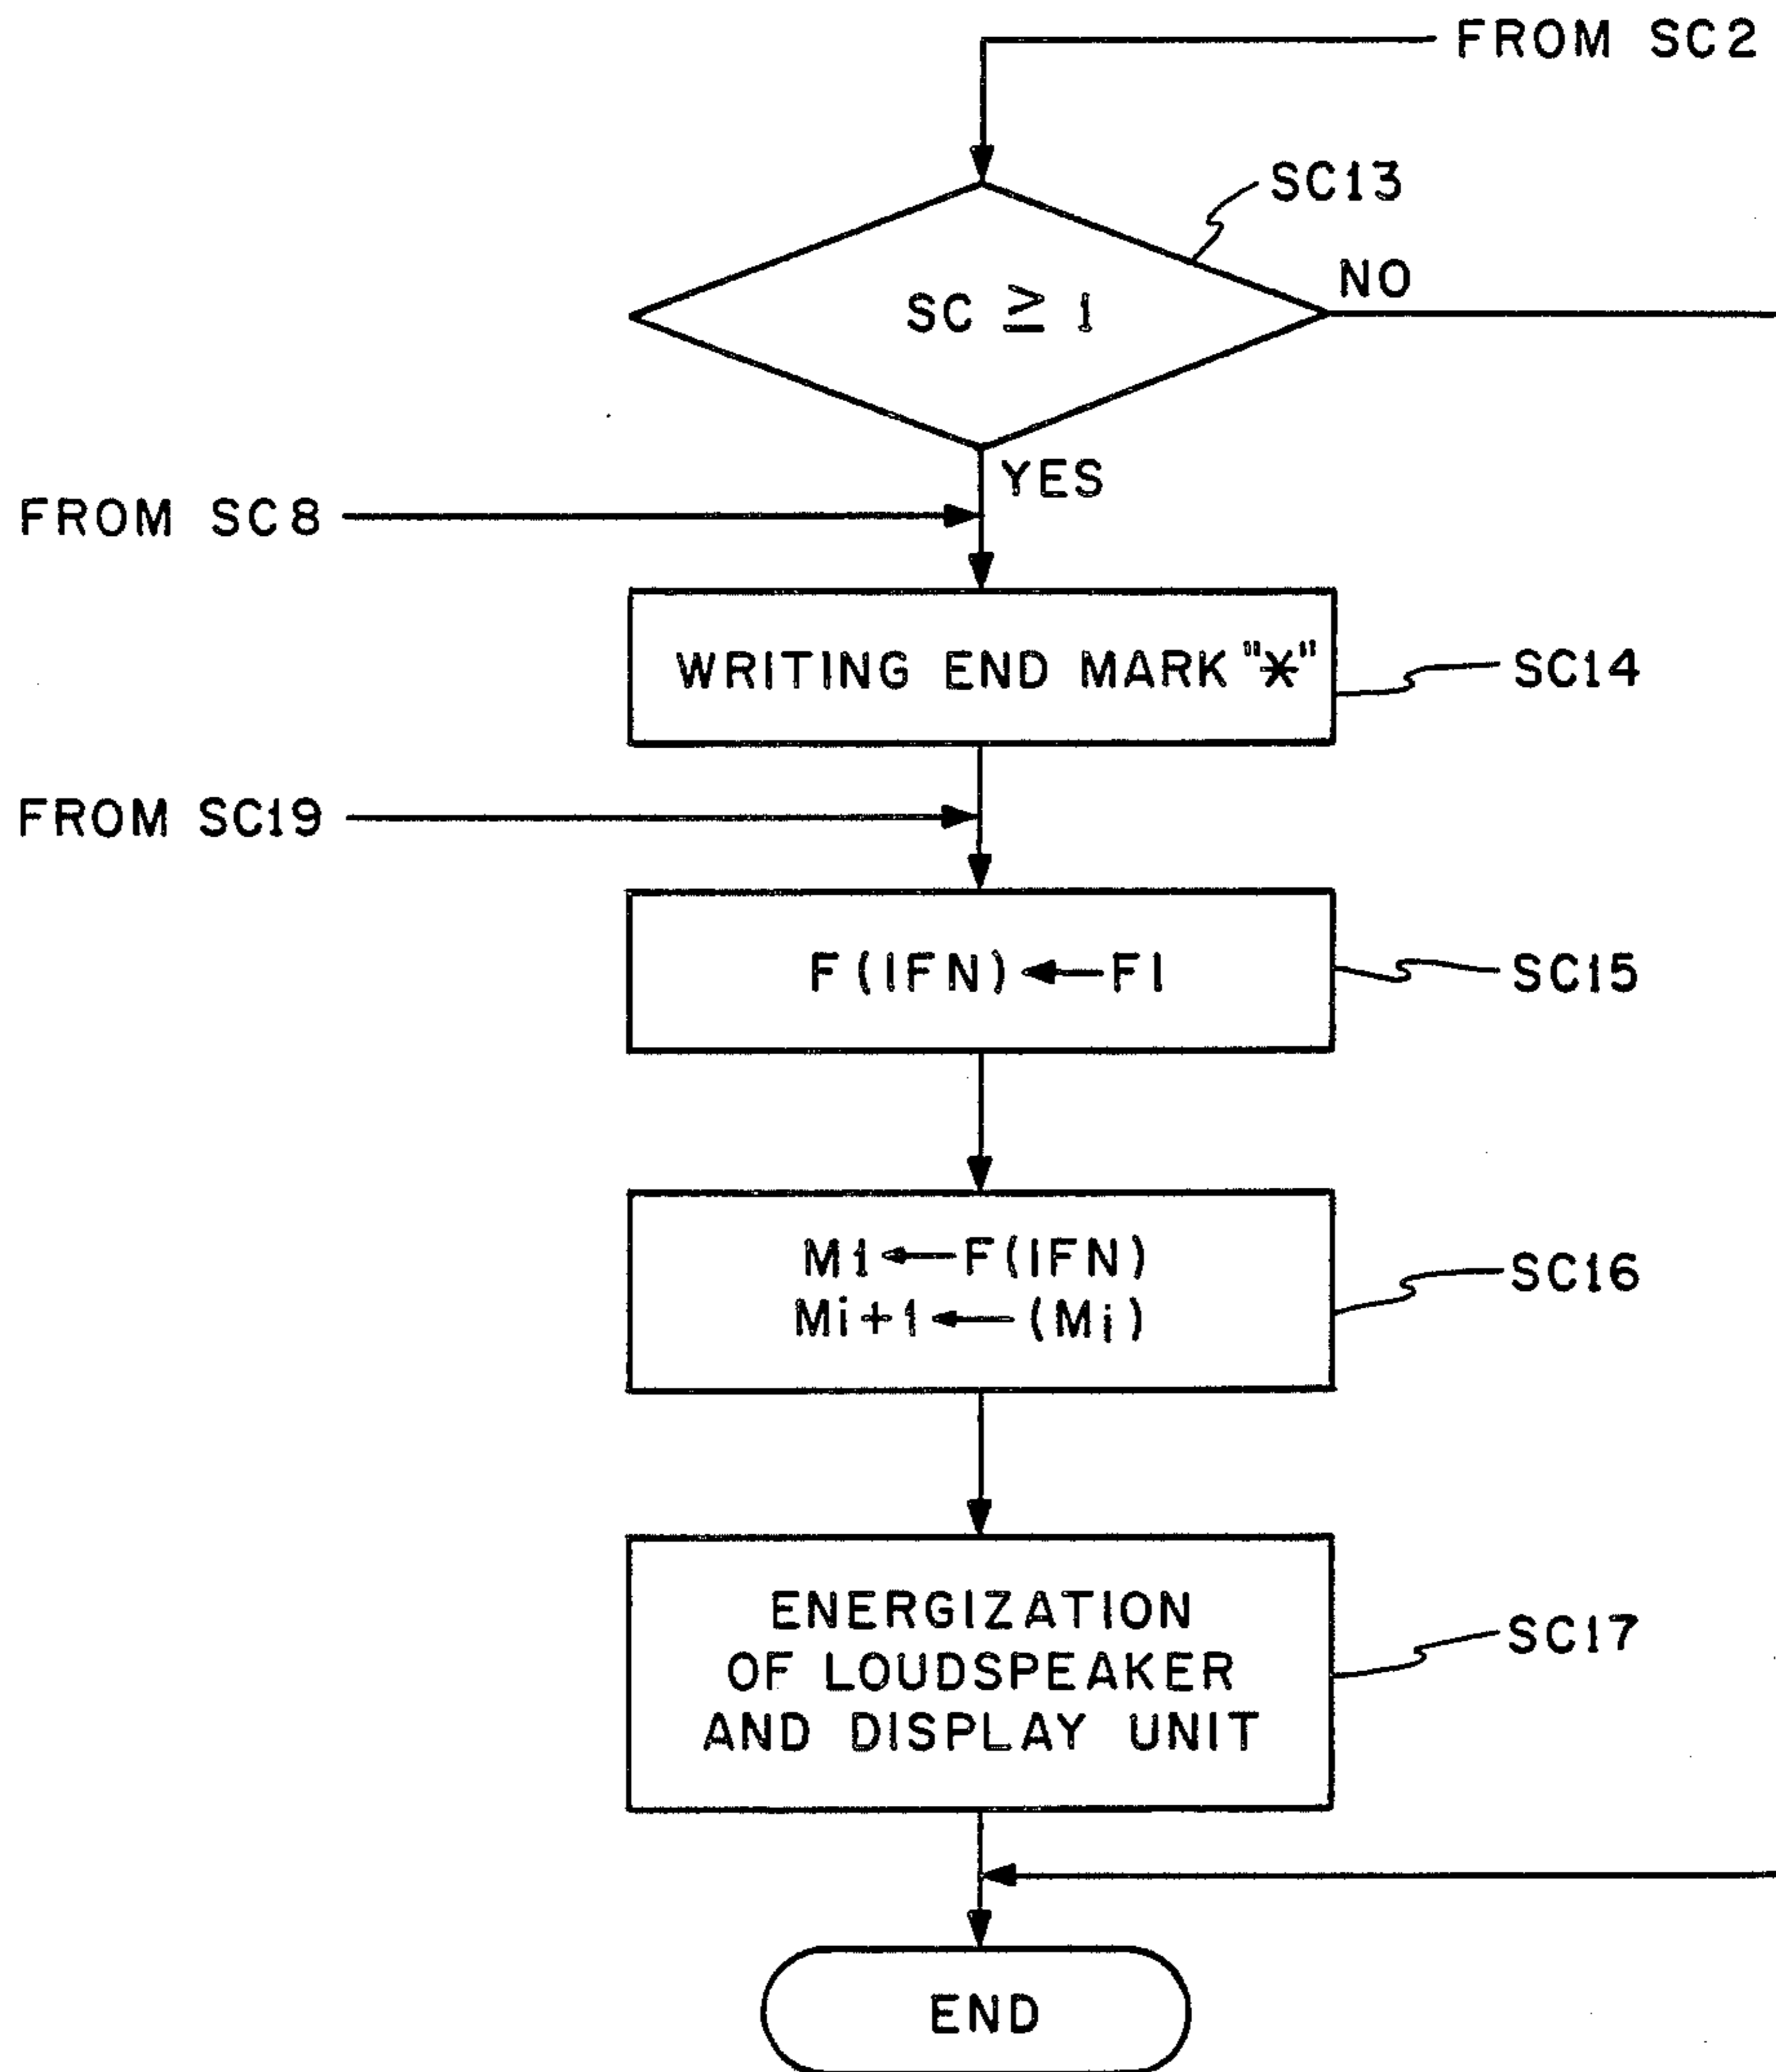 FROM SC2
SC13
SC ≧ 1
NO
YES
FROM SC8
WRITING END MARK "*"
SC14
FROM SC19
F(IFN)←FI
SC15
M1←F(IFN)
Mi+1←(Mi)
SC16
ENERGIZATION
OF LOUDSPEAKER
AND DISPLAY UNIT
SC17
END